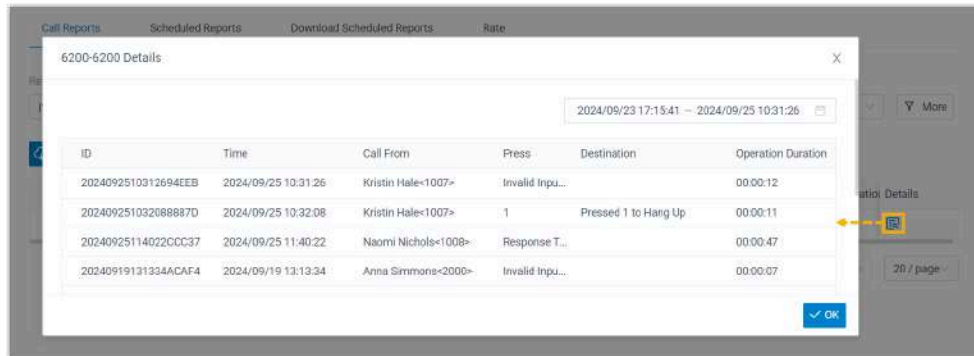 Call Reports Scheduled Reports Download Scheduled Reports Rate
6200-6200 Details X
2024/09/23 17:15:41 ~ 2024/09/25 10:31:26
More
ID Time Call From Press Destination Operation Duration
2024092510312694EEB 2024/09/25 10:31:26 Kristin Hale<1007> Invalid Inpu... 00:00:12
Details
2024092510320888B7D 2024/09/25 10:32:08 Kristin Hale<1007> 1 Pressed 1 to Hang Up 00:00:11
20240925114022CCC37 2024/09/25 11:40:22 Naomi Nichols<1008> Response T... 00:00:47
20240919131334ACAF4 2024/09/19 13:13:34 Anna Simmons<2000> Invalid Inpu... 00:00:07
20 / page
OK